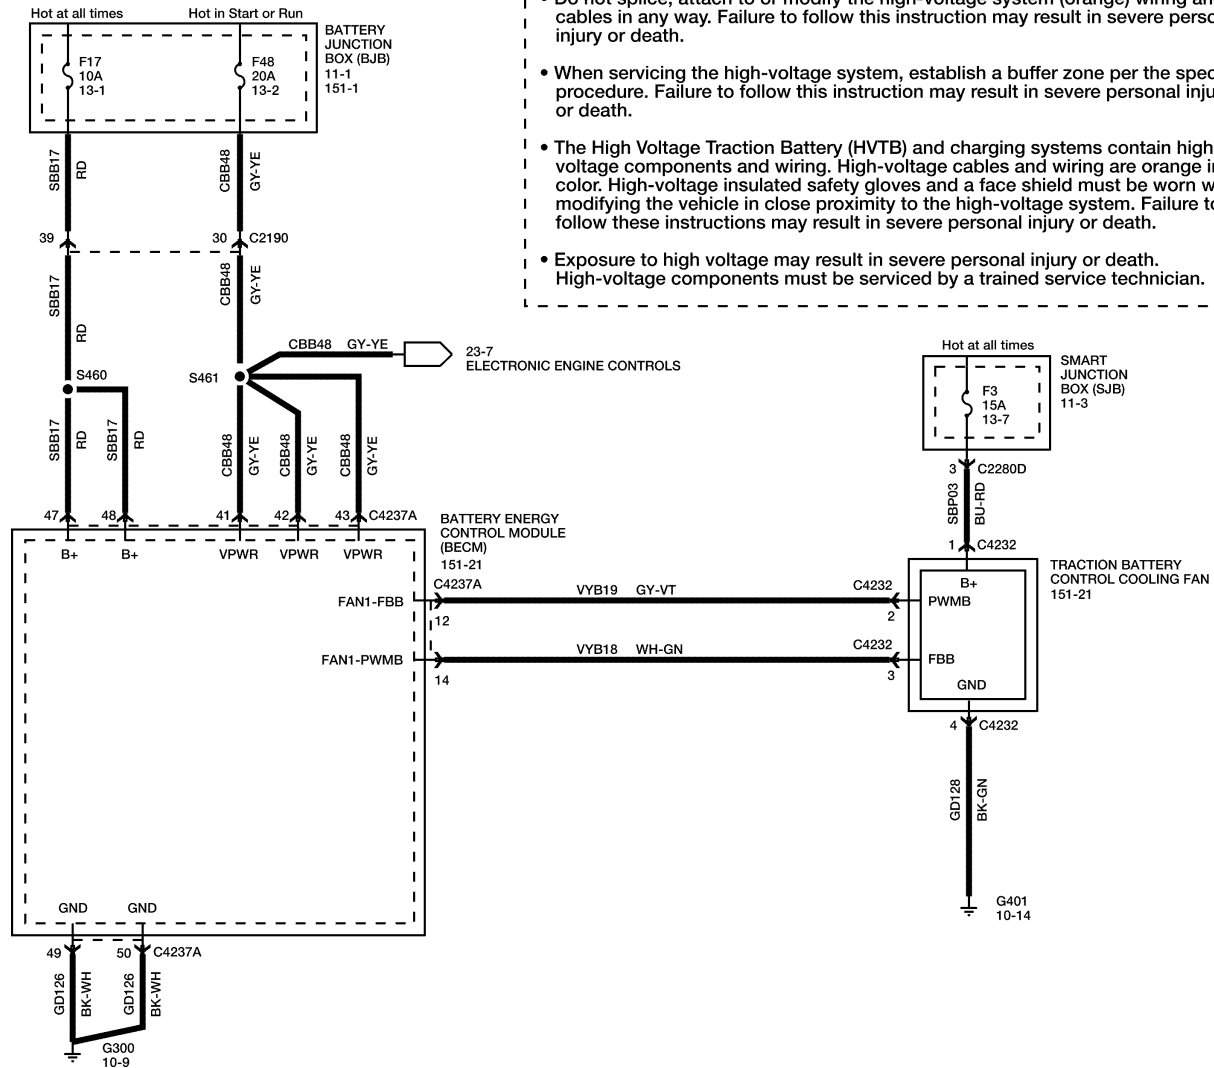 Hot at all times
Hot in Start or Run
F17
10A
13-1
F48
20A
13-2
BATTERY
JUNCTION
BOX (BJB)
11-1
151-1
• Do not splice, attach to or modify the high-voltage system (orange) wiring
cables in any way. Failure to follow this instruction may result in severe
injury or death.
• When servicing the high-voltage system, establish a buffer zone per the
procedure. Failure to follow this instruction may result in severe personal
or death.
• The High Voltage Traction Battery (HVTB) and charging systems contain high
voltage components and wiring. High-voltage cables and wiring are orange
color. High-voltage insulated safety gloves and a face shield must be worn
modifying the vehicle in close proximity to the high-voltage system. Failure
follow these instructions may result in severe personal injury or death.
• Exposure to high voltage may result in severe personal injury or death.
High-voltage components must be serviced by a trained service technician.
SBB17
RD
CBB48
GY-YE
39
30
C2190
SBB17
RD
CBB48
GY-YE
S460
S461
CBB48
GY-YE
23-7
ELECTRONIC ENGINE CONTROLS
SBB17
RD
SBB17
RD
CBB48
GY-YE
CBB48
GY-YE
CBB48
GY-YE
47
48
41
42
43
C4237A
B+
B+
VPWR
VPWR
VPWR
BATTERY ENERGY
CONTROL MODULE
(BECM)
151-21
Hot at all times
F3
15A
13-7
SMART
JUNCTION
BOX (SJB)
11-3
3
C2280D
SBP03
BU-RD
1
C4232
TRACTION BATTERY
CONTROL COOLING FAN
151-21
B+
FAN1-FBB
C4237A
12
VYB19
GY-VT
C4232
2
PWMB
FAN1-PWMB
14
VYB18
WH-GN
C4232
3
FBB
GND
4
C4232
GD128
BK-GN
G401
10-14
GND
GND
49
50
C4237A
GD126
BK-WH
GD126
BK-WH
G300
10-9